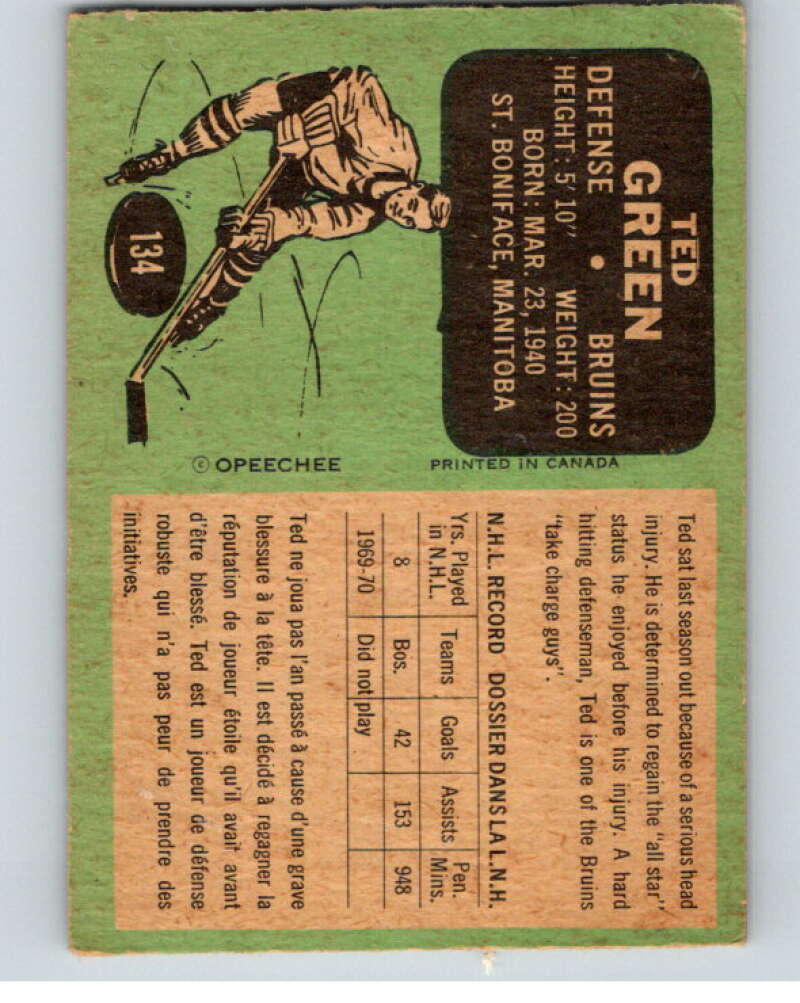 TED
GREEN
DEFENSE • BRUINS
HEIGHT: 5' 10" WEIGHT: 200
BORN: MAR. 23, 1940
ST. BONIFACE, MANITOBA
134
© OPEECHEE
PRINTED IN CANADA
Ted sat last season out because of a serious head
injury. He is determined to regain the "all star"
status he enjoyed before his injury. A hard
hitting defenseman, Ted is one of the Bruins
"take charge guys".
N.H.L. RECORD DOSSIER DANS LA L.N.H.
Yrs. Played in N.H.L. Teams Goals Assists Pen. Mins.
8 Bos. 42 153 948
1969-70 Did not play
Ted ne joua pas l'an passé à cause d'une grave
blessure à la tête. Il est décidé à regagner la
réputation de joueur étoile qu'il avait avant
d'être blessé. Ted est un joueur de défense
robuste qui n'a pas peur de prendre des
initiatives.